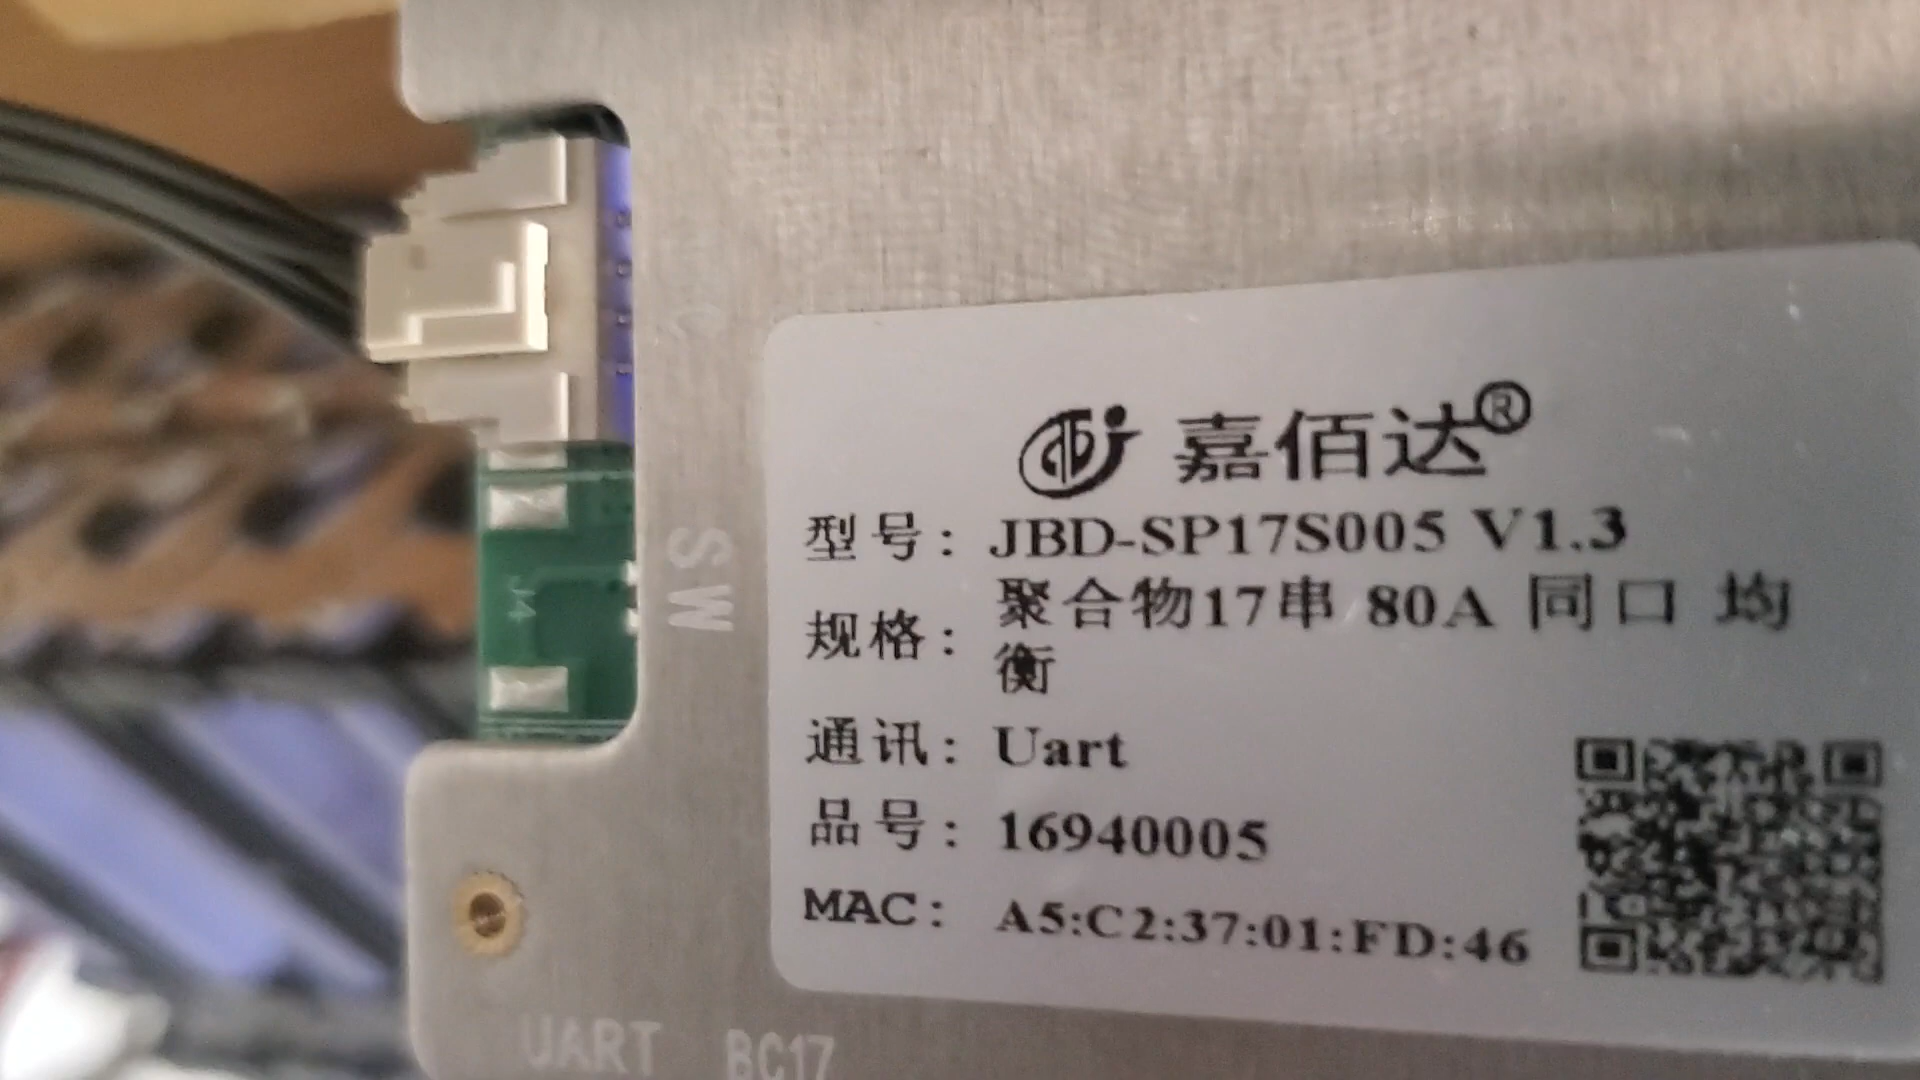 嘉佰达®
型号: JBD-SP17S005 V1.3
规格: 聚合物17串 80A 同口 均
衡
通讯: Uart
品号: 16940005
MAC: A5:C2:37:01:FD:46
SW
J4
UART BC17